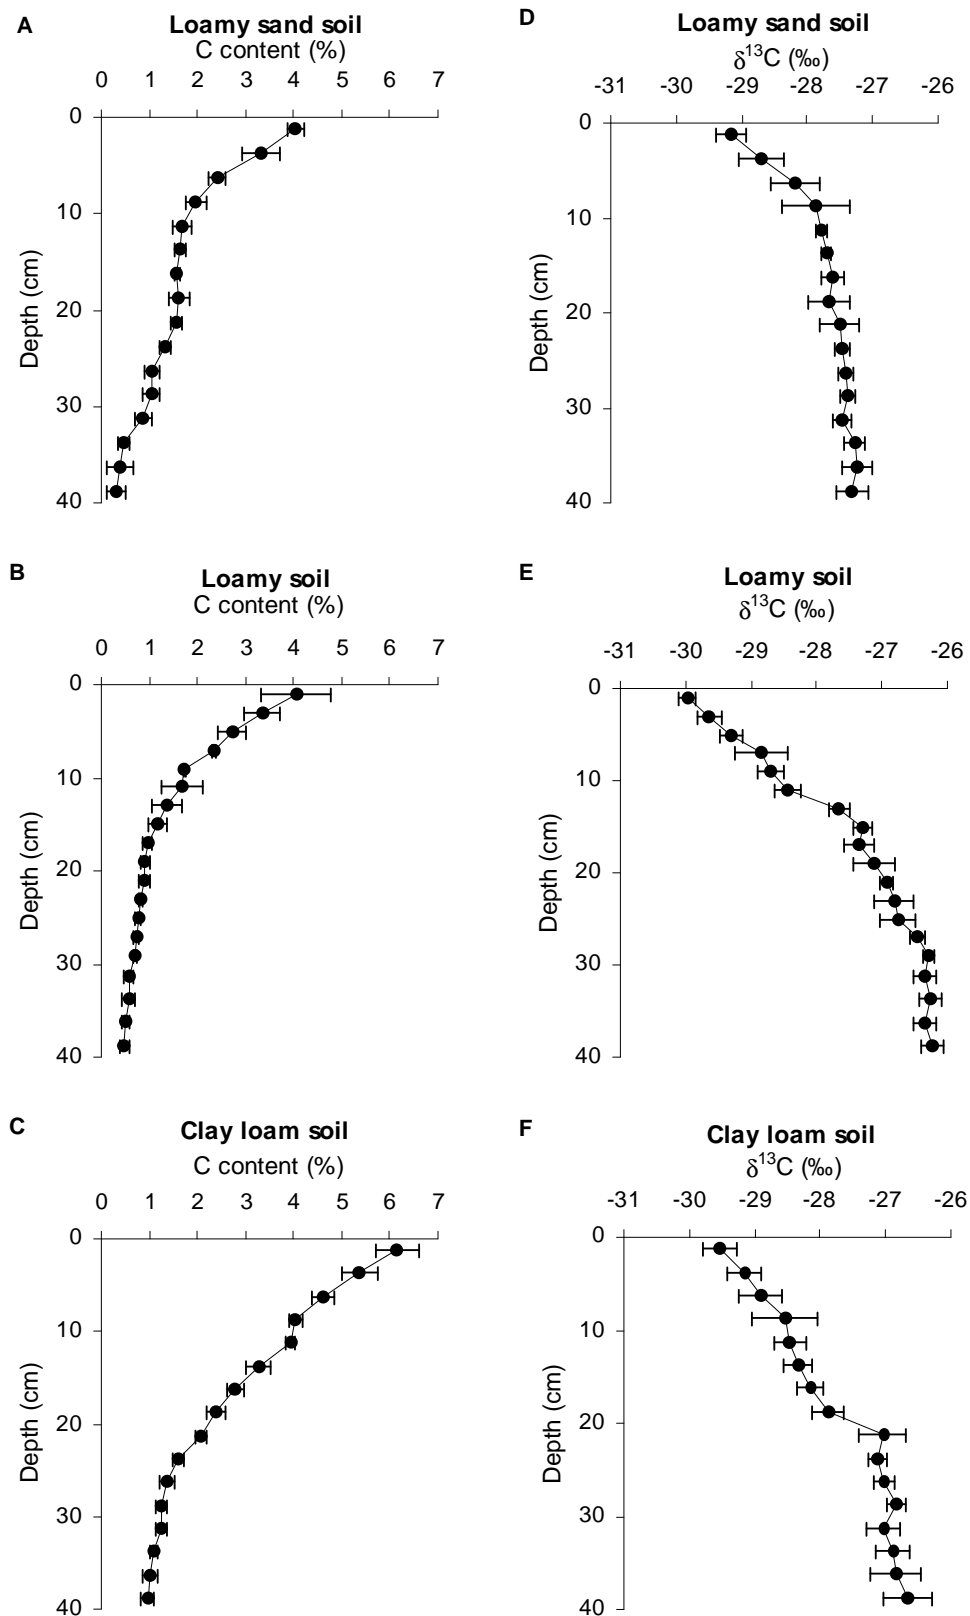 A
Loamy sand soil
C content (%)
0 1 2 3 4 5 6 7
0
10
20
30
40
Depth (cm)
D
Loamy sand soil
δ¹³C (‰)
-31 -30 -29 -28 -27 -26
0
10
20
30
40
Depth (cm)
B
Loamy soil
C content (%)
0 1 2 3 4 5 6 7
0
10
20
30
40
Depth (cm)
E
Loamy soil
δ¹³C (‰)
-31 -30 -29 -28 -27 -26
0
10
20
30
40
Depth (cm)
C
Clay loam soil
C content (%)
0 1 2 3 4 5 6 7
0
10
20
30
40
Depth (cm)
F
Clay loam soil
δ¹³C (‰)
-31 -30 -29 -28 -27 -26
0
10
20
30
40
Depth (cm)